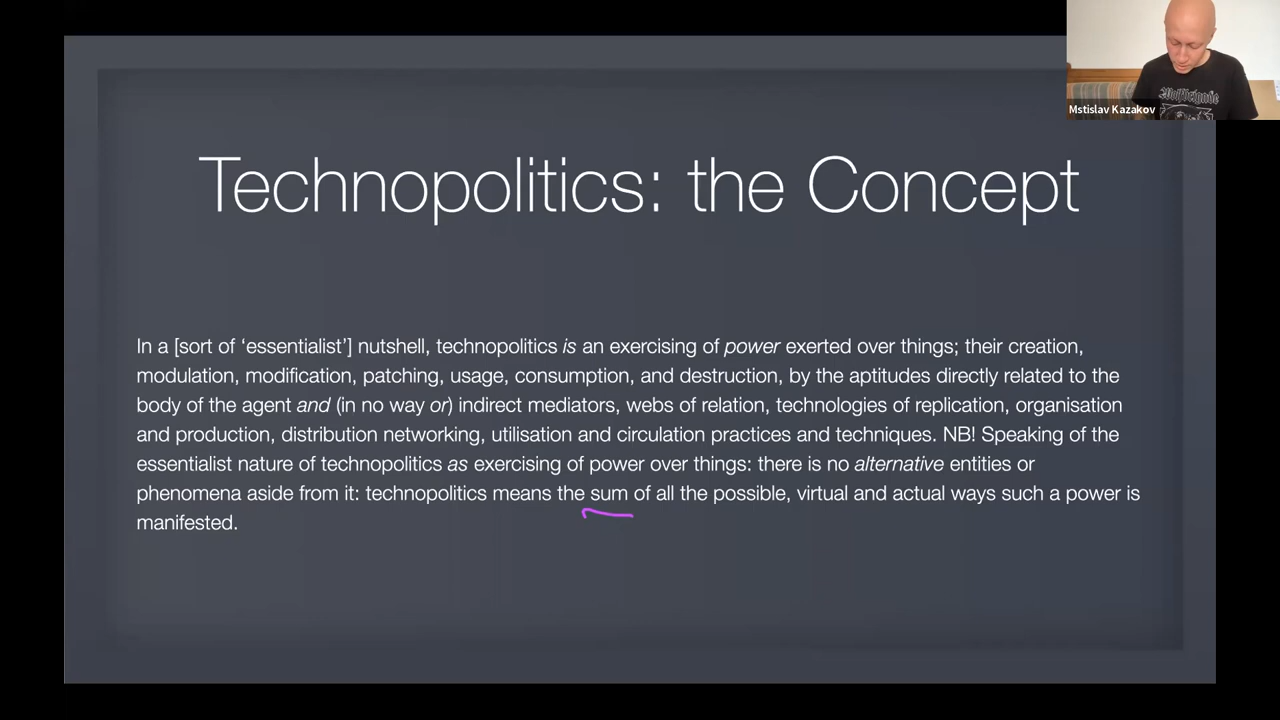 Wolfbrigade
Mstislav Kazakov
Technopolitics: the Concept
In a [sort of ‘essentialist’] nutshell, technopolitics is an exercising of power exerted over things; their creation,
modulation, modification, patching, usage, consumption, and destruction, by the aptitudes directly related to the
body of the agent and (in no way or) indirect mediators, webs of relation, technologies of replication, organisation
and production, distribution networking, utilisation and circulation practices and techniques. NB! Speaking of the
essentialist nature of technopolitics as exercising of power over things: there is no alternative entities or
phenomena aside from it: technopolitics means the sum of all the possible, virtual and actual ways such a power is
manifested.